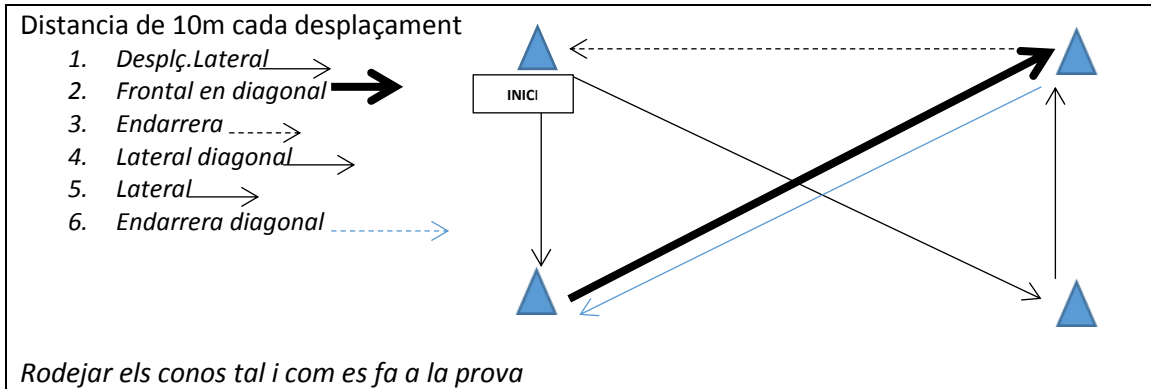 Distancia de 10m cada desplaçament
1. Desplç.Lateral
2. Frontal en diagonal
3. Endarrera
4. Lateral diagonal
5. Lateral
6. Endarrera diagonal
INICI
Rodejar els conos tal i com es fa a la prova